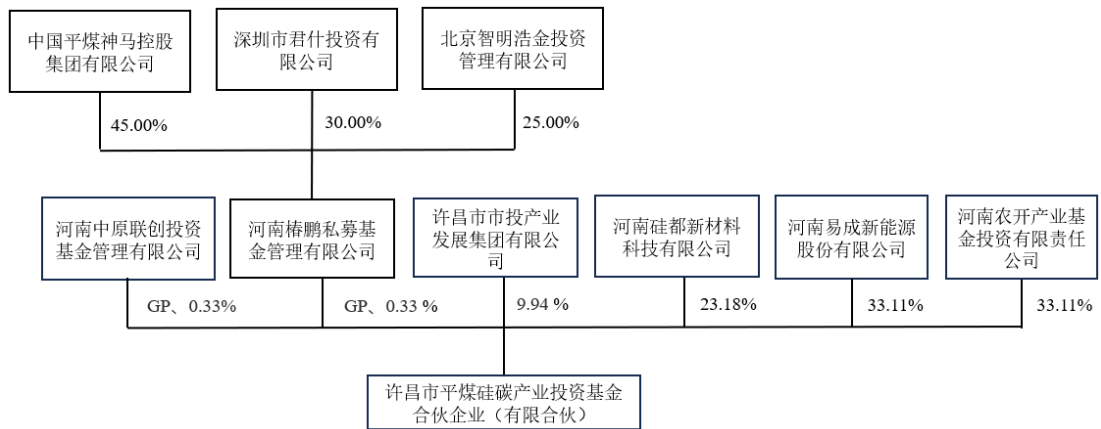 中国平煤神马控股
集团有限公司
深圳市君什投资有
限公司
北京智明浩金投资
管理有限公司
45.00%
30.00%
25.00%
河南中原联创投资
基金管理有限公司
河南椿鹏私募基
金管理有限公司
许昌市市投产业
发展集团有限公
司
河南硅都新材料
科技有限公司
河南易成新能源
股份有限公司
河南农开产业基
金投资有限责任
公司
GP、0.33%
GP、0.33 %
9.94 %
23.18%
33.11%
33.11%
许昌市平煤硅碳产业投资基金
合伙企业（有限合伙）